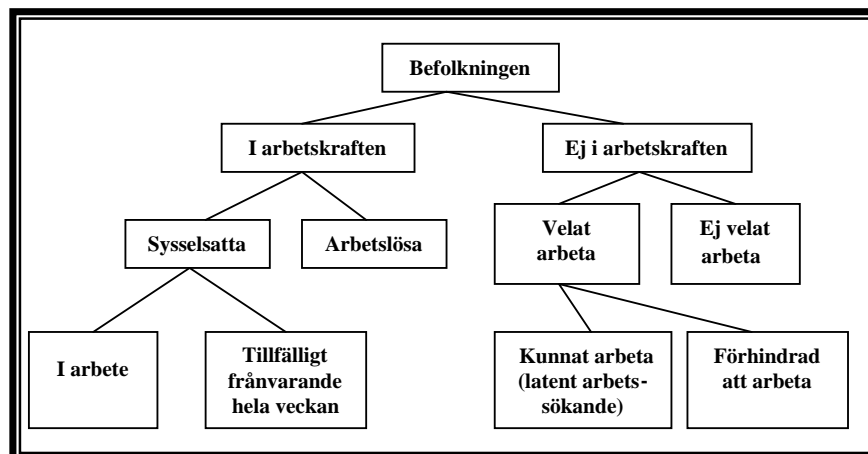 Befolkningen
I arbetskraften
Ej i arbetskraften
Sysselsatta
Arbetslösa
Velat
arbeta
Ej velat
arbeta
I arbete
Tillfälligt
frånvarande
hela veckan
Kunnat arbeta
(latent arbets-
sökande)
Förhindrad
att arbeta